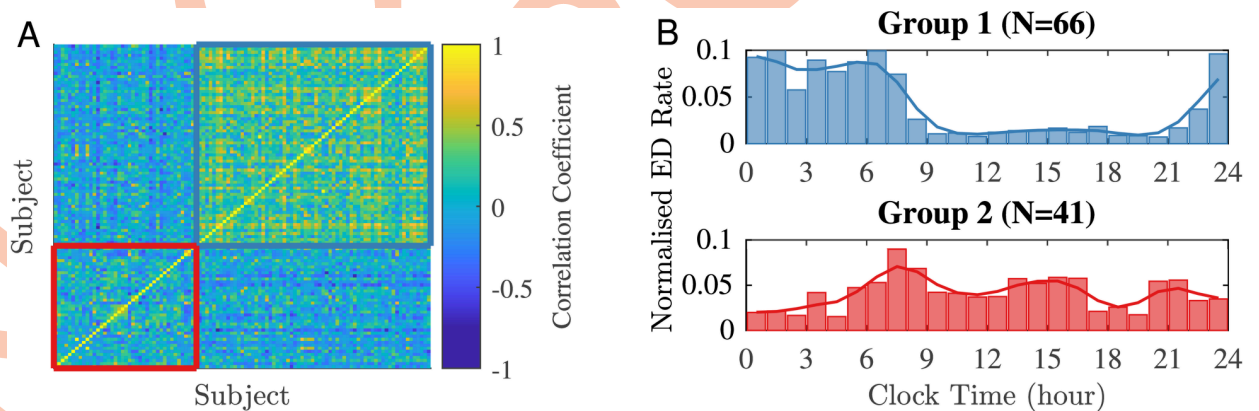 A
Subject
Subject
1
0.5
0
-0.5
-1
Correlation Coefficient
B
Normalised ED Rate
Group 1 (N=66)
0.1
0.05
0
0 3 6 9 12 15 18 21 24
Group 2 (N=41)
0.1
0.05
0
0 3 6 9 12 15 18 21 24
Clock Time (hour)